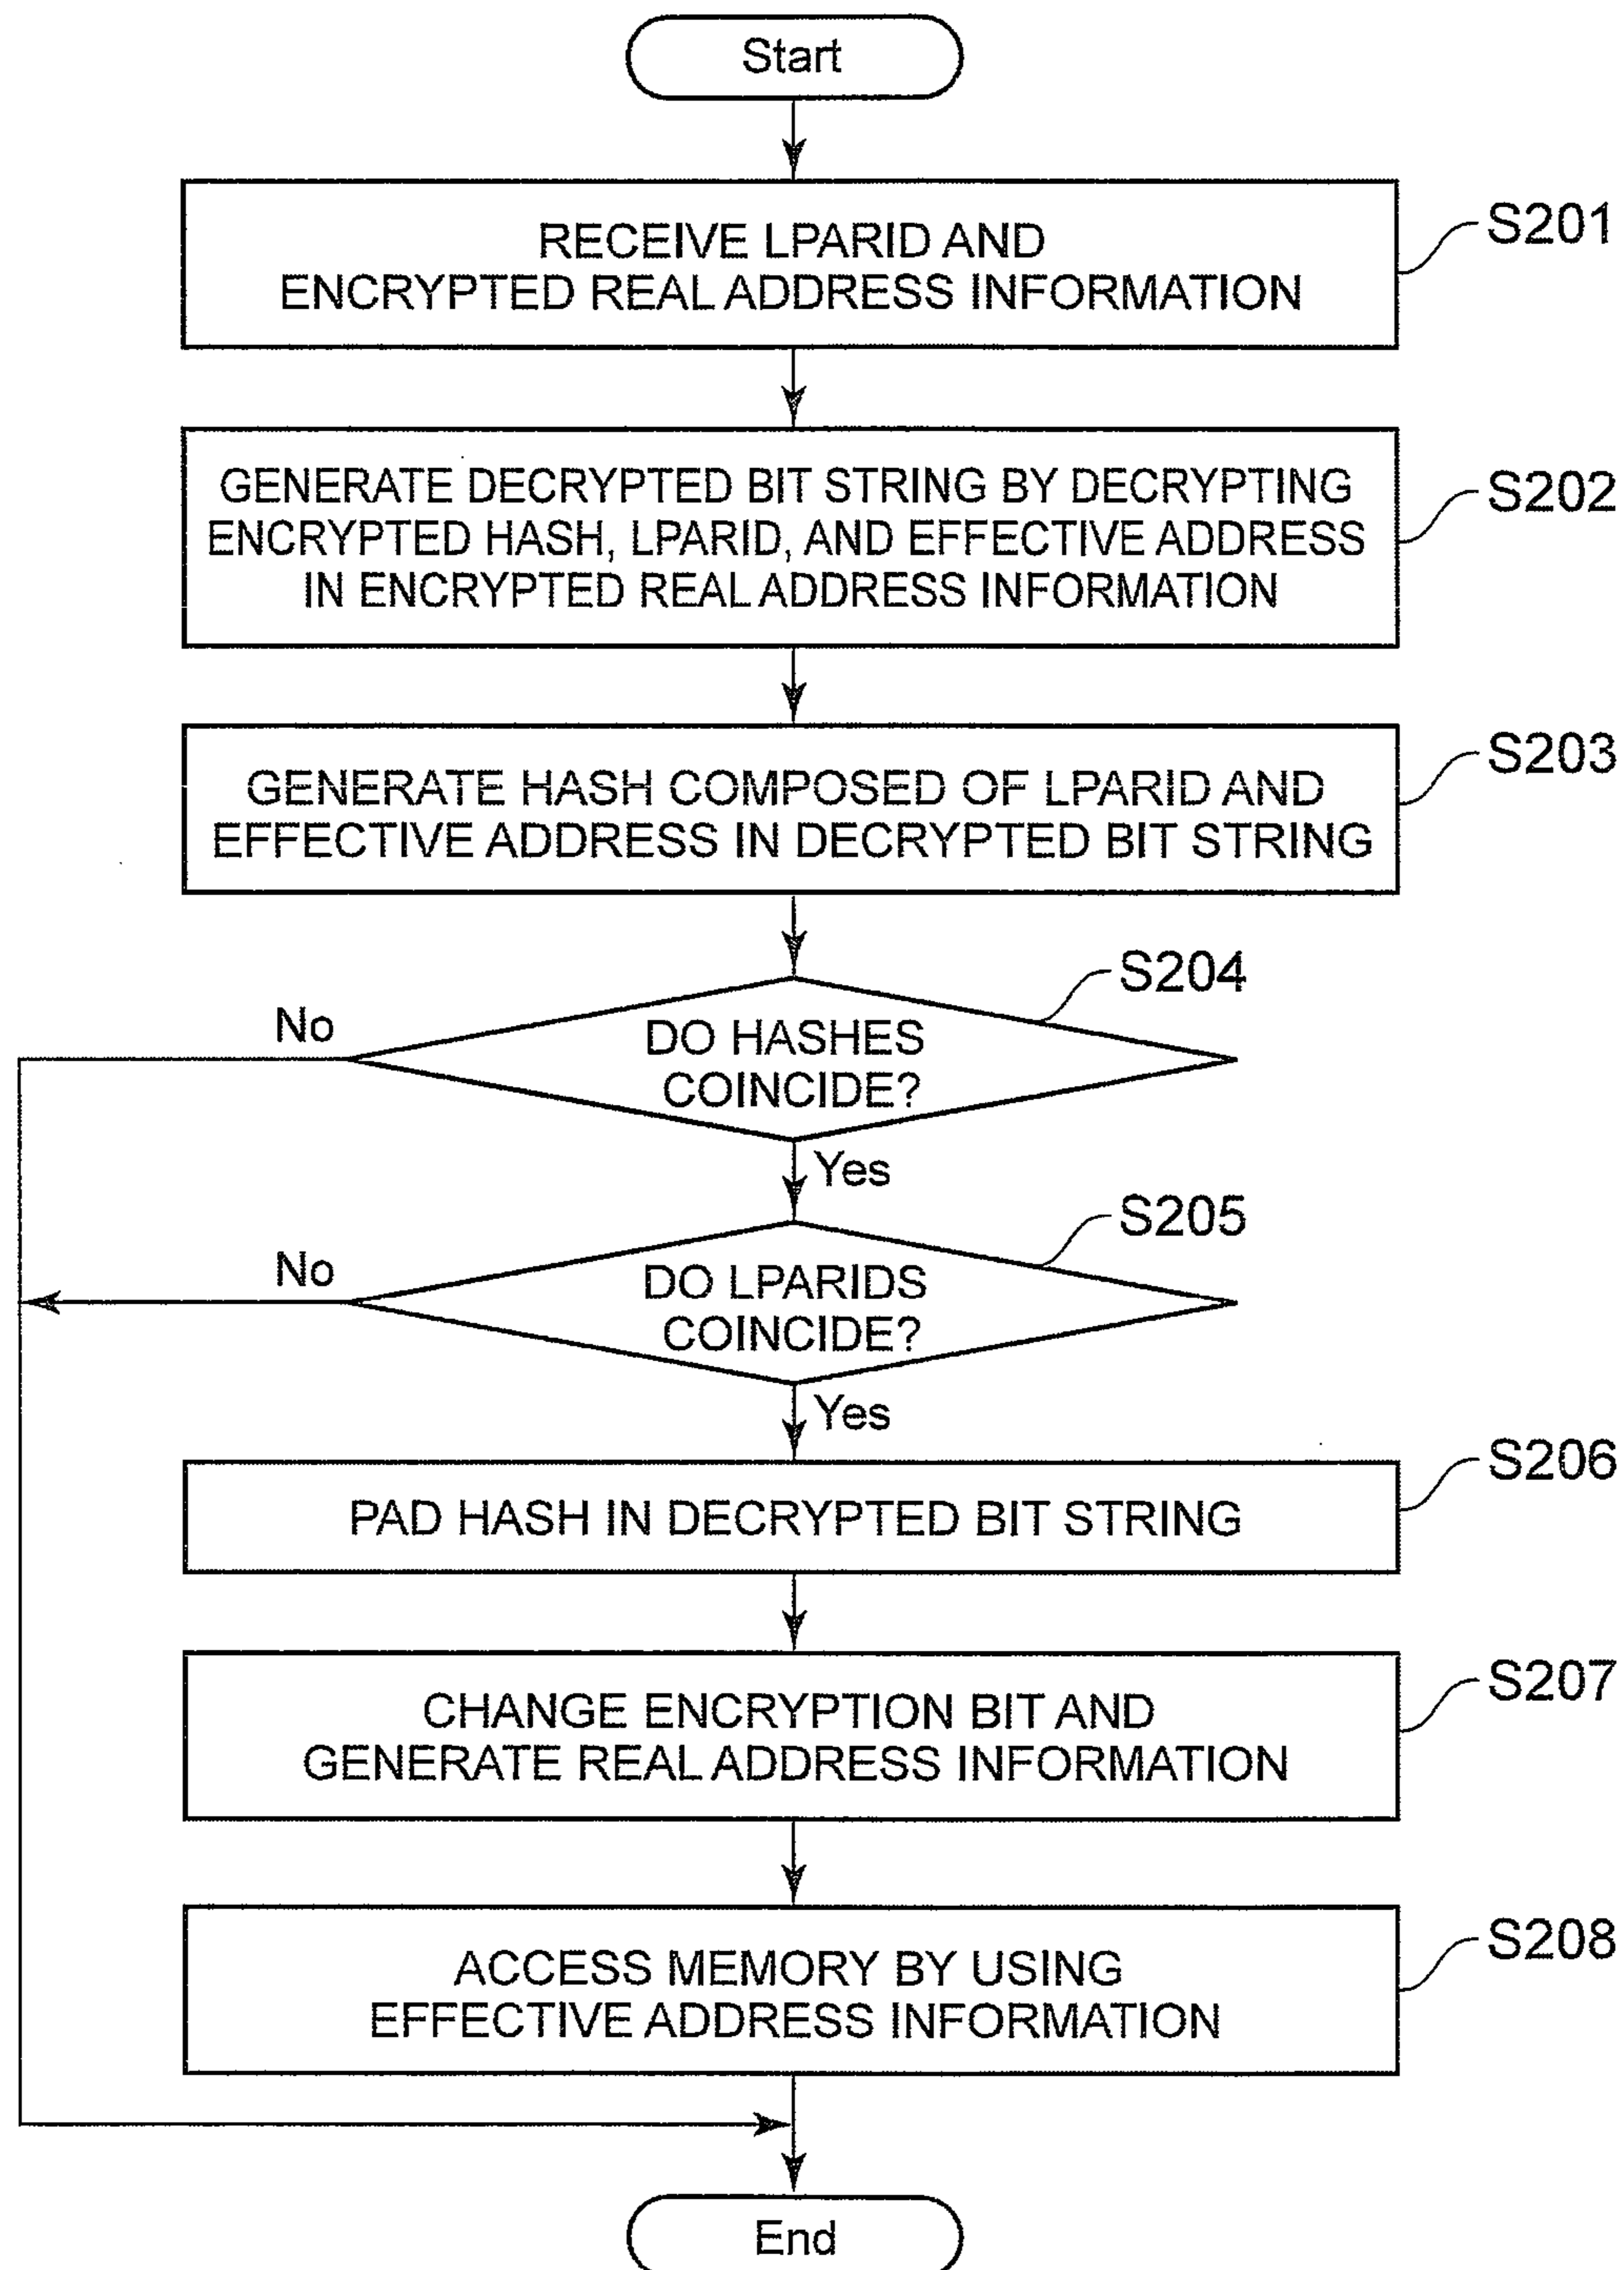 Start
RECEIVE LPARID AND
ENCRYPTED REAL ADDRESS INFORMATION
S201
GENERATE DECRYPTED BIT STRING BY DECRYPTING
ENCRYPTED HASH, LPARID, AND EFFECTIVE ADDRESS
IN ENCRYPTED REAL ADDRESS INFORMATION
S202
GENERATE HASH COMPOSED OF LPARID AND
EFFECTIVE ADDRESS IN DECRYPTED BIT STRING
S203
S204
No
DO HASHES
COINCIDE?
Yes
S205
No
DO LPARIDS
COINCIDE?
Yes
PAD HASH IN DECRYPTED BIT STRING
S206
CHANGE ENCRYPTION BIT AND
GENERATE REAL ADDRESS INFORMATION
S207
ACCESS MEMORY BY USING
EFFECTIVE ADDRESS INFORMATION
S208
End